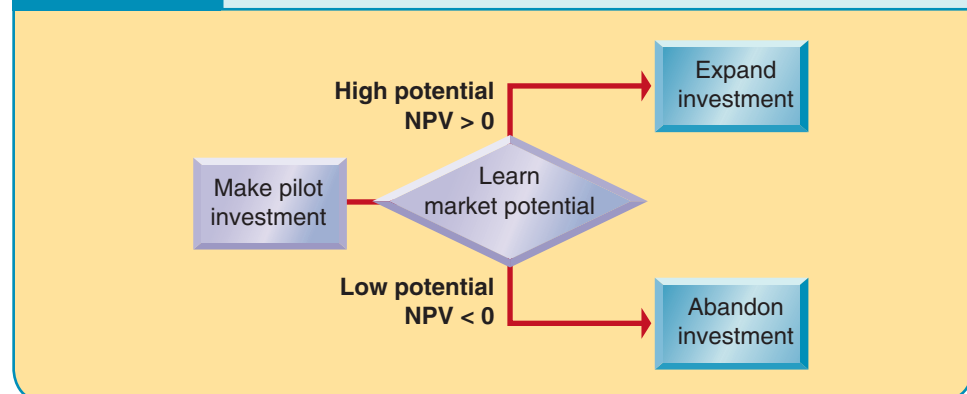 High potential
NPV > 0
Expand
investment
Make pilot
investment
Learn
market potential
Low potential
NPV < 0
Abandon
investment